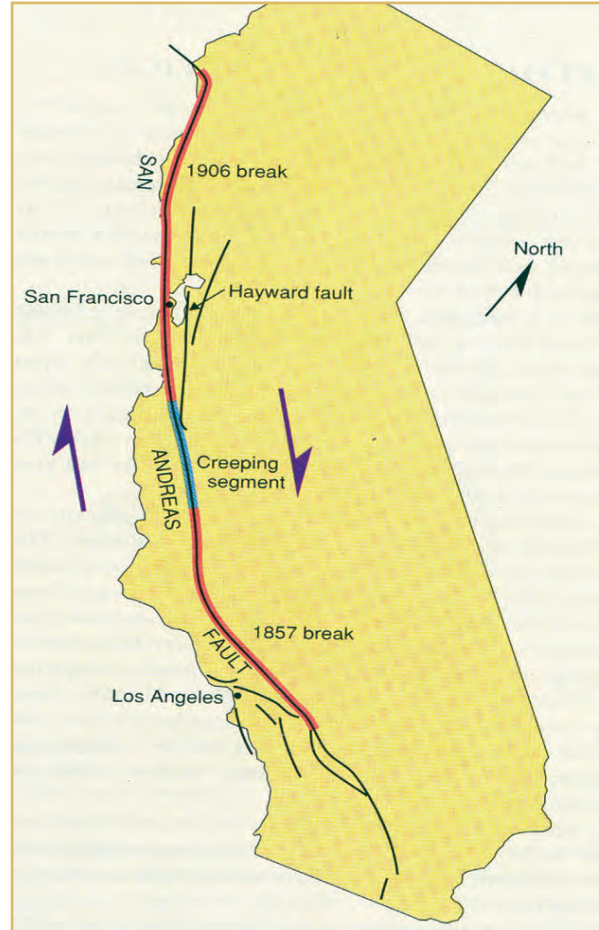 SAN
1906 break
North
San Francisco
Hayward fault
ANDREAS
Creeping
segment
FAULT
1857 break
Los Angeles